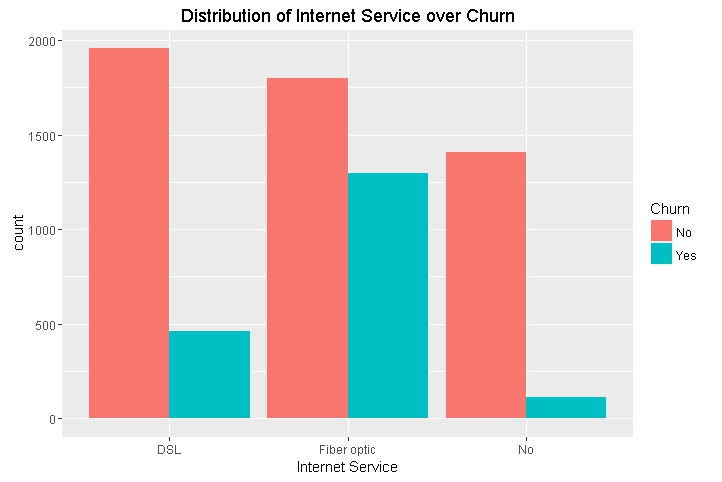 Distribution of Internet Service over Churn
2000
1500
1000
500
0
count
DSL
Fiber optic
No
Internet Service
Churn
No
Yes